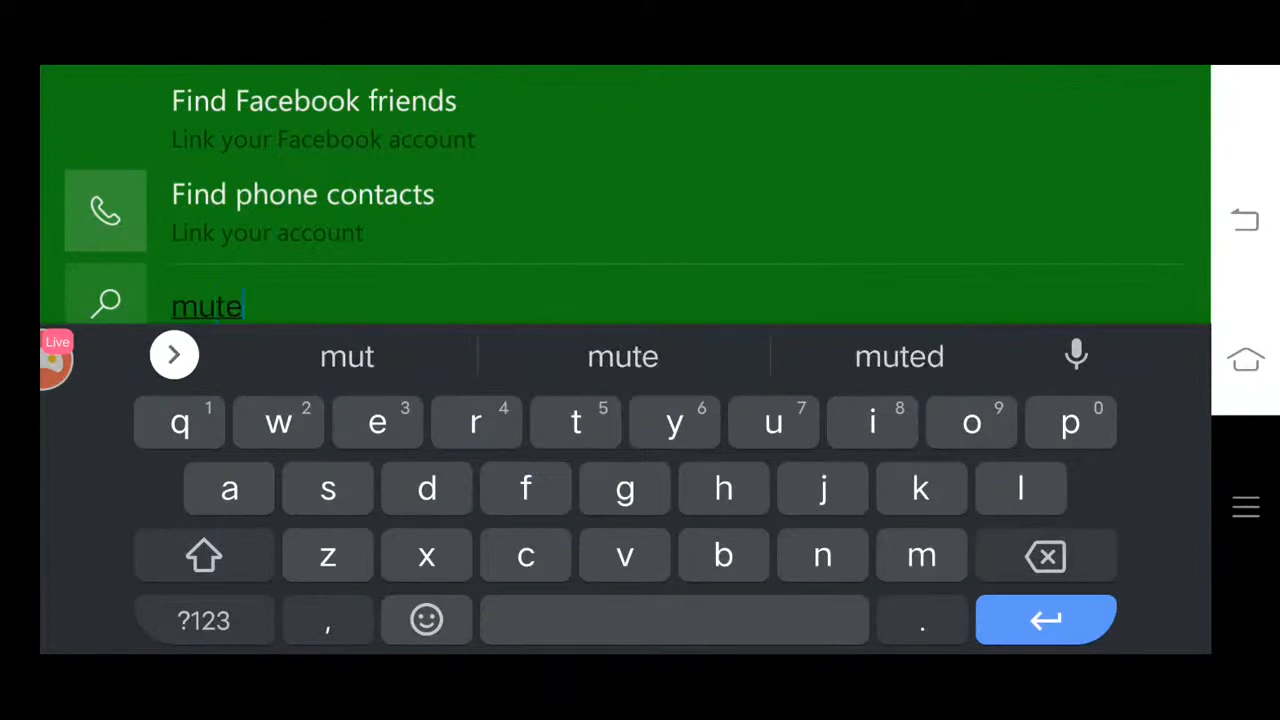 Find Facebook friends
Link your Facebook account
Find phone contacts
Link your account
mute
Live
mut mute muted
q 1 w 2 e 3 r 4 t 5 y 6 u 7 i 8 o 9 p 0
a s d f g h j k l
z x c v b n m
?123 , .